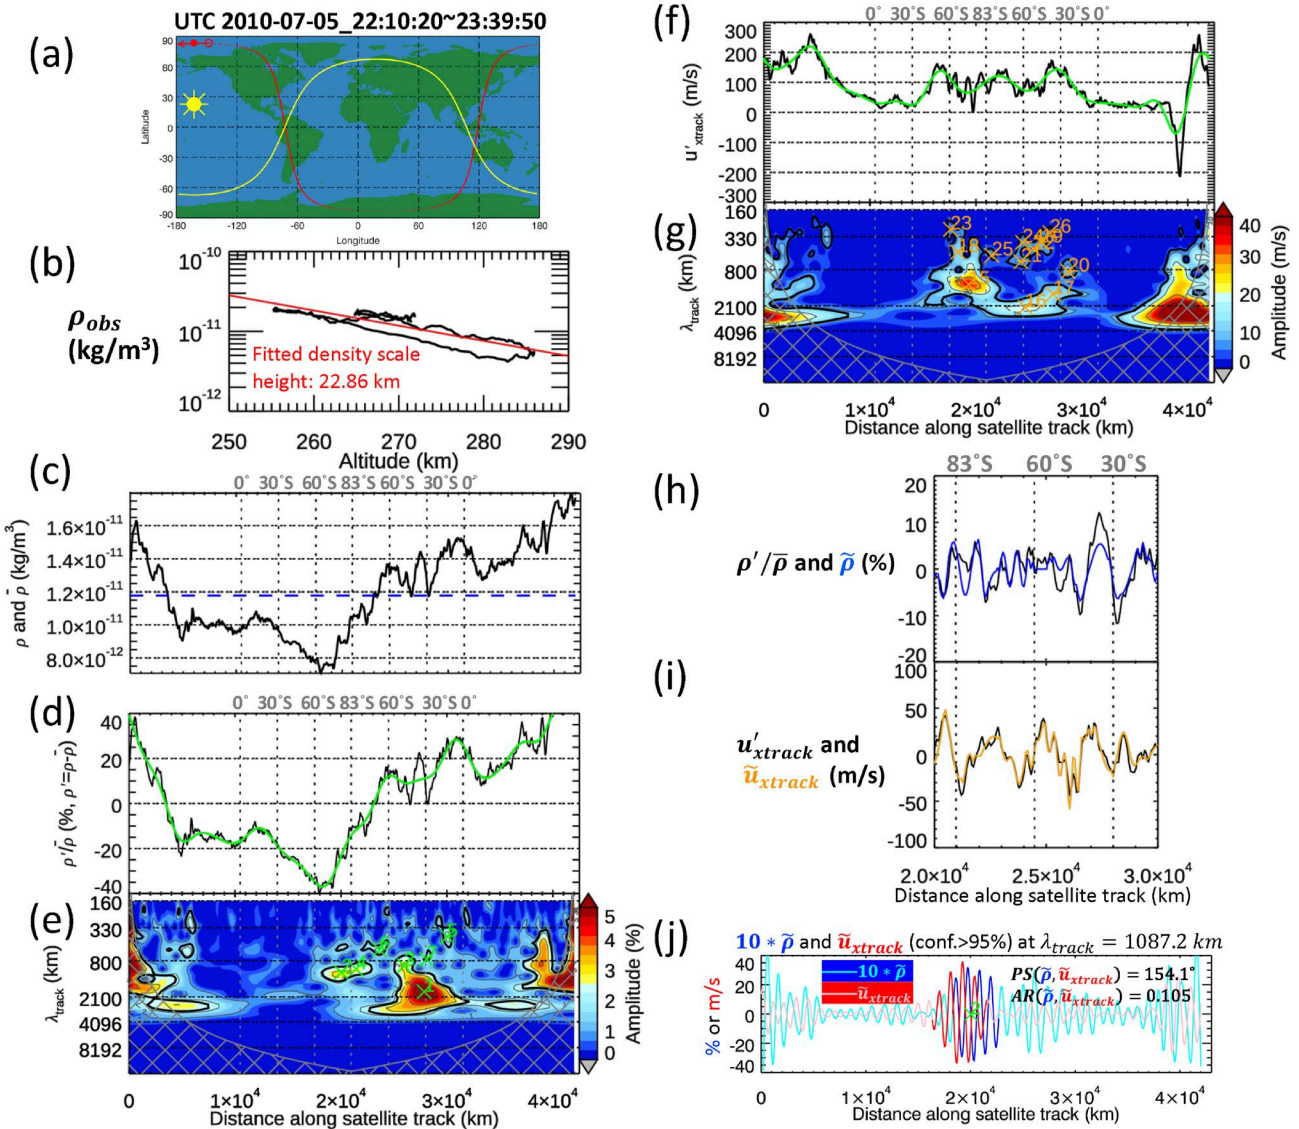 UTC 2010-07-05_22:10:20~23:39:50
(a)
90
60
30
0
-30
-60
-90
Latitude
-180 -120 -60 0 60 120 180
Longitude
(b)
10⁻¹⁰
10⁻¹¹
10⁻¹²
ρobs
(kg/m³)
Fitted density scale
height: 22.86 km
250 260 270 280 290
Altitude (km)
(c)
0° 30°S 60°S 83°S 60°S 30°S 0°
1.6×10⁻¹¹
1.4×10⁻¹¹
1.2×10⁻¹¹
1.0×10⁻¹¹
8.0×10⁻¹²
ρ and ρ̄ (kg/m³)
(d)
0° 30°S 60°S 83°S 60°S 30°S 0°
40
20
0
-20
-40
ρ'/ρ̄ (%, ρ'=ρ-ρ̄)
(e)
160
330
800
2100
4096
8192
λtrack (km)
5
4
3
2
1
0
Amplitude (%)
0 1×10⁴ 2×10⁴ 3×10⁴ 4×10⁴
Distance along satellite track (km)
(f)
0° 30°S 60°S 83°S 60°S 30°S 0°
300
200
100
0
-100
-200
-300
u'xtrack (m/s)
(g)
160
330
800
2100
4096
8192
λtrack (km)
23
18
25
26
20
17
16
40
30
20
10
0
Amplitude (m/s)
0 1×10⁴ 2×10⁴ 3×10⁴ 4×10⁴
Distance along satellite track (km)
(h)
83°S 60°S 30°S
20
10
0
-10
-20
ρ'/ρ̄ and ρ̃ (%)
(i)
100
50
0
-50
-100
u'xtrack and
ũxtrack (m/s)
2.0×10⁴ 2.5×10⁴ 3.0×10⁴
Distance along satellite track (km)
(j)
10 * ρ̃ and ũxtrack (conf.>95%) at λtrack = 1087.2 km
40
20
0
-20
-40
% or m/s
10 * ρ̃
ũxtrack
PS(ρ̃, ũxtrack) = 154.1°
AR(ρ̃, ũxtrack) = 0.105
0 1×10⁴ 2×10⁴ 3×10⁴ 4×10⁴
Distance along satellite track (km)